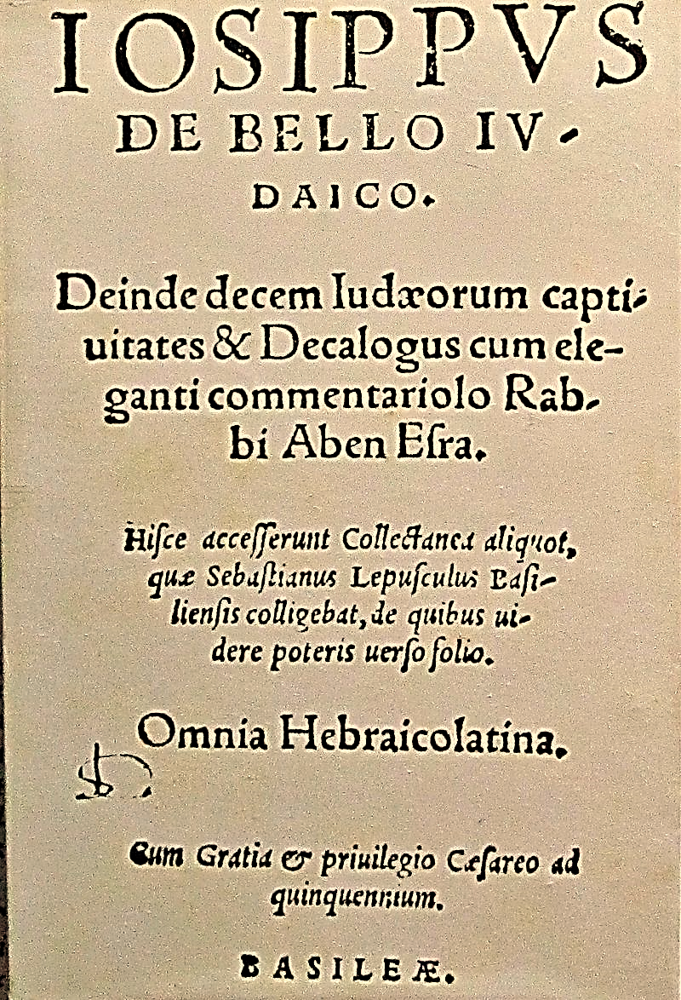 IOSIPPVS
DE BELLO IV-
DAICO.
Deinde decem Iudæorum capti-
uitates & Decalogus cum ele-
ganti commentariolo Rab-
bi Aben Eſra.
Hiſce acceſſerunt Collectanea aliquot,
quæ Sebaſtianus Lepuſculus Baſi-
lienſis colligebat, de quibus ui-
dere poteris uerſo folio.
Omnia Hebraicolatina.
Cum Gratia & priuilegio Cæſareo ad
quinquennium.
BASILEÆ.